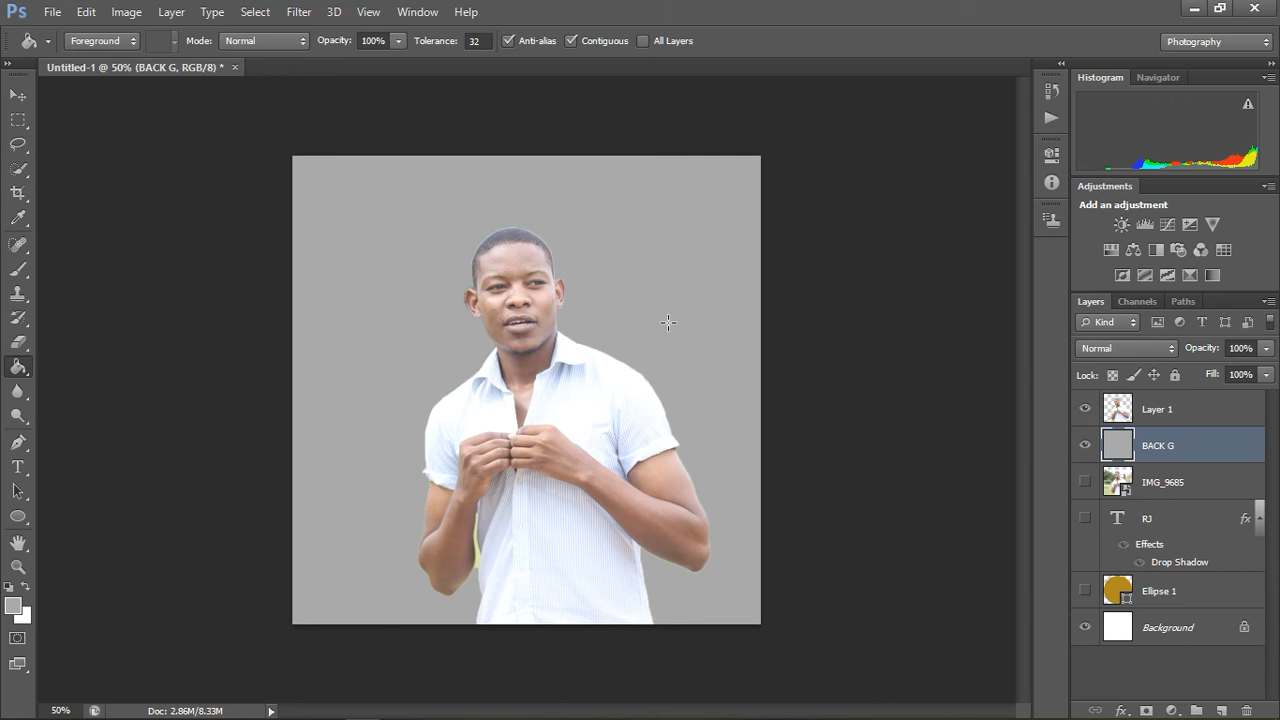 Ps File Edit Image Layer Type Select Filter 3D View Window Help
Foreground Mode: Normal Opacity: 100% Tolerance: 32 Anti-alias Contiguous All Layers Photography
Untitled-1 @ 50% (BACK G, RGB/8) * ×
Histogram Navigator
Adjustments
Add an adjustment
Layers Channels Paths
Kind
Normal Opacity: 100%
Lock: Fill: 100%
Layer 1
BACK G
IMG_9685
T RJ fx
Effects
Drop Shadow
Ellipse 1
Background
50% Doc: 2.86M/8.33M